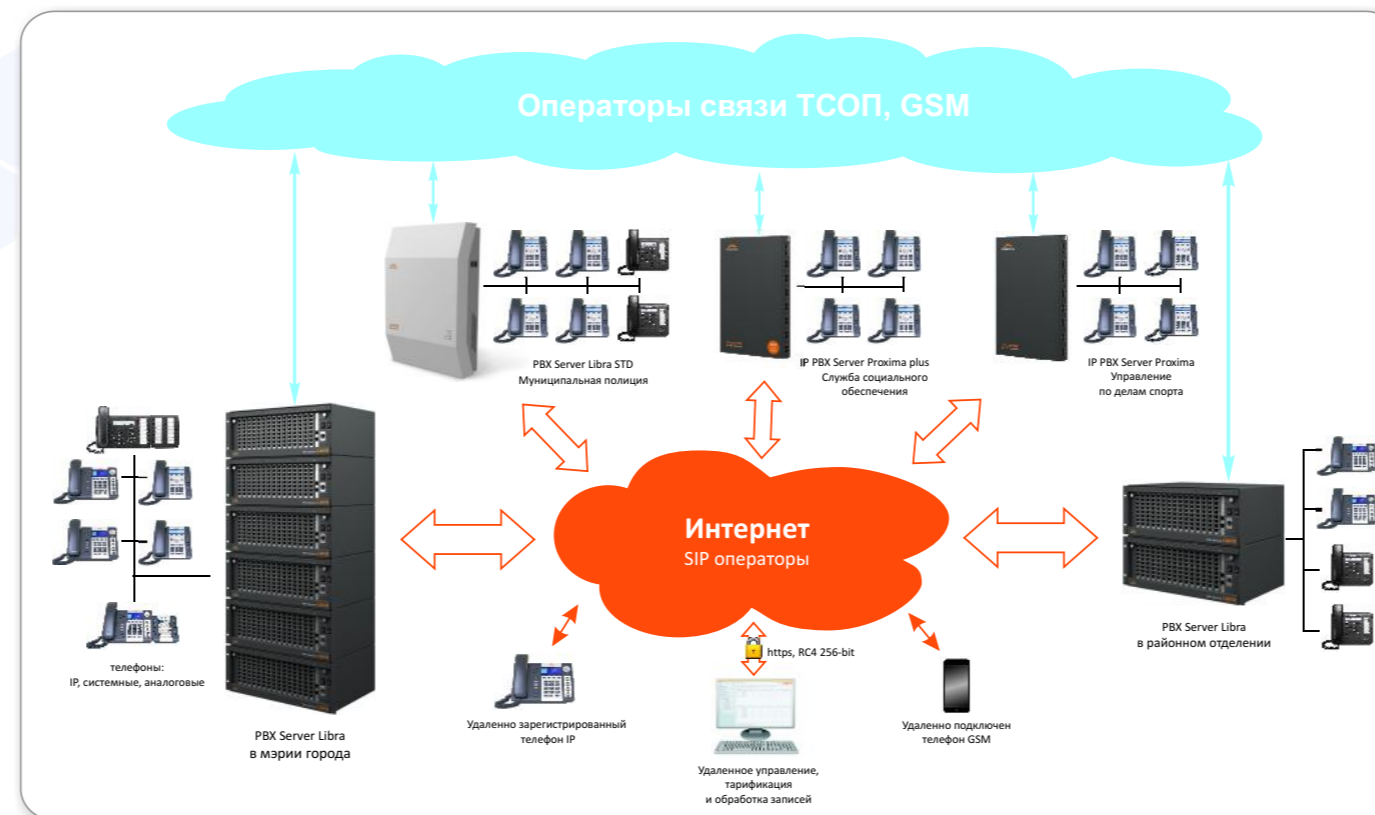 Операторы связи ТСОП, GSM
PBX Server Libra STD
Муниципальная полиция
IP PBX Server Proxima plus
Служба социального
обеспечения
IP PBX Server Proxima
Управление
по делам спорта
Интернет
SIP операторы
телефоны:
IP, системные, аналоговые
PBX Server Libra
в мэрии города
PBX Server Libra
в районном отделении
https, RC4 256-bit
Удаленно зарегистрированный
телефон IP
Удаленное управление,
тарификация
и обработка записей
Удаленно подключен
телефон GSM